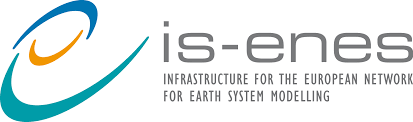 is-enes
INFRASTRUCTURE FOR THE EUROPEAN NETWORK
FOR EARTH SYSTEM MODELLING